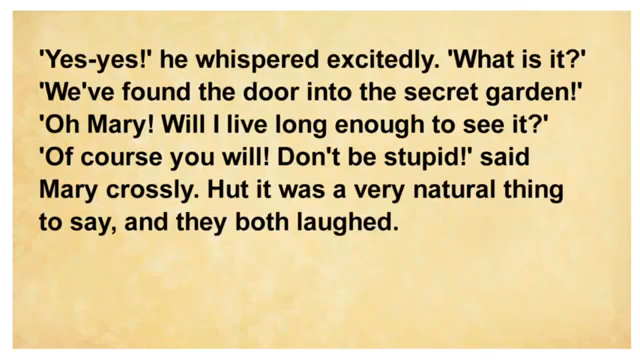 'Yes-yes!' he whispered excitedly. 'What is it?'
'We've found the door into the secret garden!'
'Oh Mary! Will I live long enough to see it?'
'Of course you will! Don't be stupid!' said
Mary crossly. Hut it was a very natural thing
to say, and they both laughed.